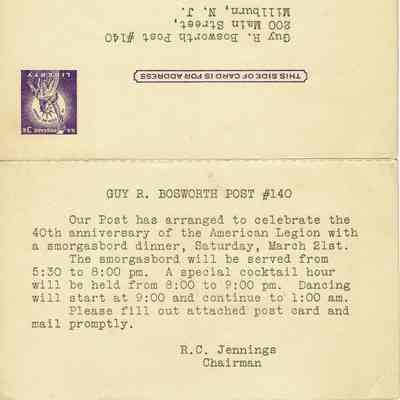 Guy R. Bosworth Post #140
200 Main Street,
Millburn, N. J.
THIS SIDE OF CARD IS FOR ADDRESS
U.S. POSTAGE 3¢
LIBERTY
GUY R. BOSWORTH POST #140
Our Post has arranged to celebrate the
40th anniversary of the American Legion with
a smorgasbord dinner, Saturday, March 21st.
The smorgasbord will be served from
5:30 to 8:00 pm. A special cocktail hour
will be held from 8:00 to 9:00 pm. Dancing
will start at 9:00 and continue to 1:00 am.
Please fill out attached post card and
mail promptly.
R.C. Jennings
Chairman